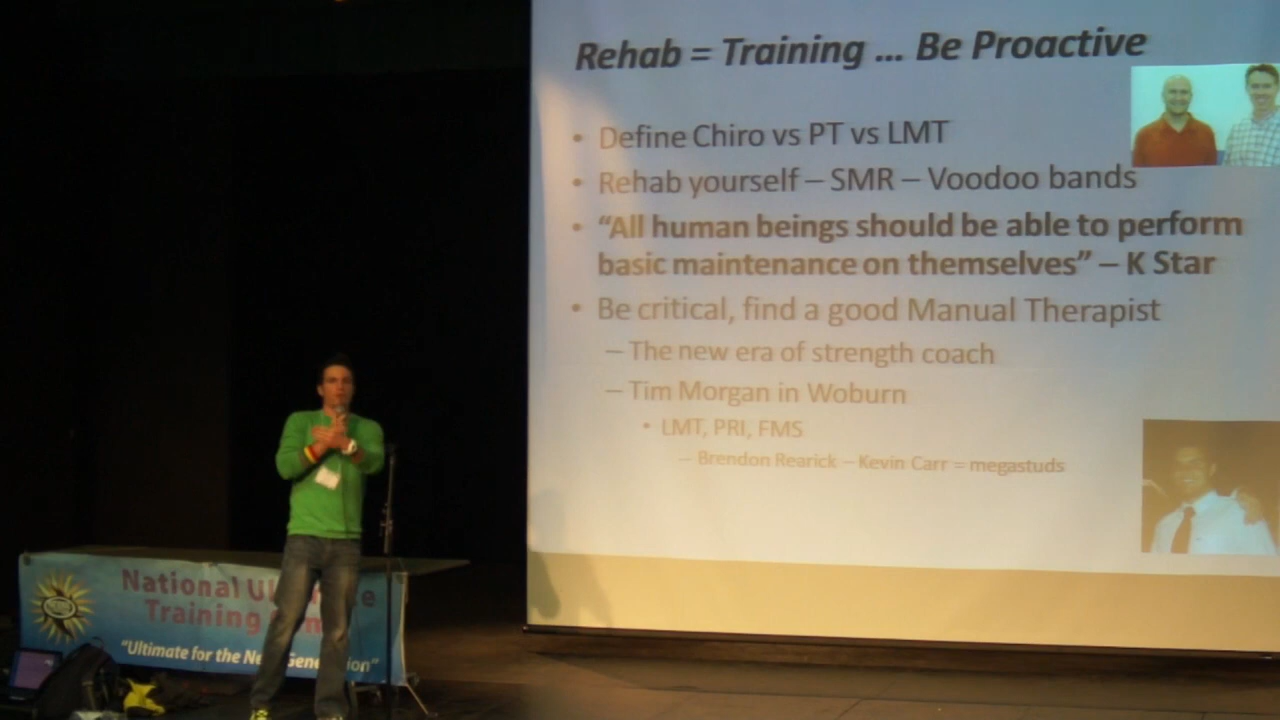 Rehab = Training ... Be Proactive
• Define Chiro vs PT vs LMT
• Rehab yourself – SMR – Voodoo bands
• “All human beings should be able to perform
basic maintenance on themselves” – K Star
• Be critical, find a good Manual Therapist
– The new era of strength coach
– Tim Morgan in Woburn
• LMT, PRI, FMS
– Brendon Rearick – Kevin Carr = megastuds
National
Training
"Ultimate for the